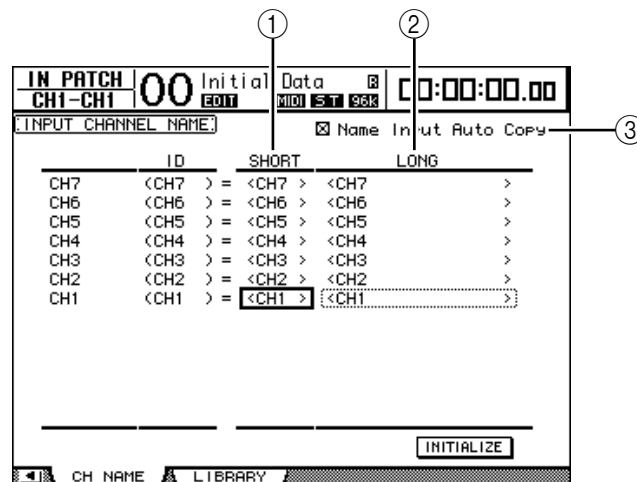 ① ②
IN PATCH 00 Initial Data R 00:00:00.00
CH1-CH1 EDIT MIDI ST 96k
INPUT CHANNEL NAME Name Input Auto Copy ③
ID SHORT LONG
CH7 (CH7 ) = <CH7 > <CH7 >
CH6 (CH6 ) = <CH6 > <CH6 >
CH5 (CH5 ) = <CH5 > <CH5 >
CH4 (CH4 ) = <CH4 > <CH4 >
CH3 (CH3 ) = <CH3 > <CH3 >
CH2 (CH2 ) = <CH2 > <CH2 >
CH1 (CH1 ) = <CH1 > <CH1 >
INITIALIZE
CH NAME LIBRARY